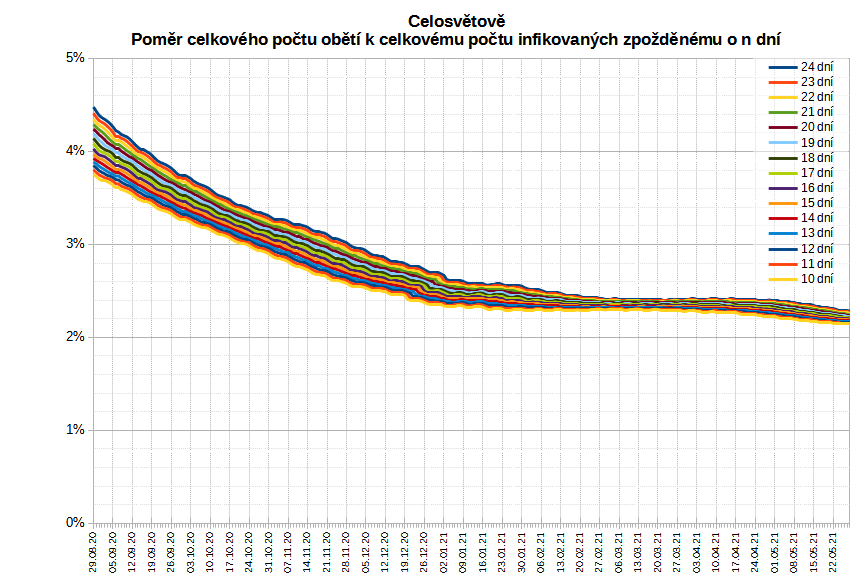 Celosvětově
Poměr celkového počtu obětí k celkovému počtu infikovaných zpožděnému o n dní
5%
4%
3%
2%
1%
0%
24 dní
23 dní
22 dní
21 dní
20 dní
19 dní
18 dní
17 dní
16 dní
15 dní
14 dní
13 dní
12 dní
11 dní
10 dní
29.08.20
05.09.20
12.09.20
19.09.20
26.09.20
03.10.20
10.10.20
17.10.20
24.10.20
31.10.20
07.11.20
14.11.20
21.11.20
28.11.20
05.12.20
12.12.20
19.12.20
26.12.20
02.01.21
09.01.21
16.01.21
23.01.21
30.01.21
06.02.21
13.02.21
20.02.21
27.02.21
06.03.21
13.03.21
20.03.21
27.03.21
03.04.21
10.04.21
17.04.21
24.04.21
01.05.21
08.05.21
15.05.21
22.05.21